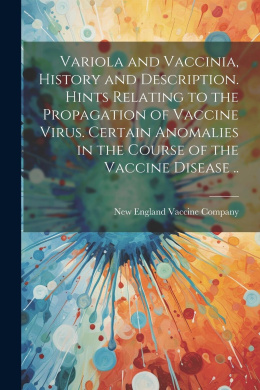 Variola and Vaccinia,
History and Description.
Hints Relating to the
Propagation of
Vaccine Virus. Certain
Anomalies in the Course
of the Vaccine Disease ..
New England Vaccine Company